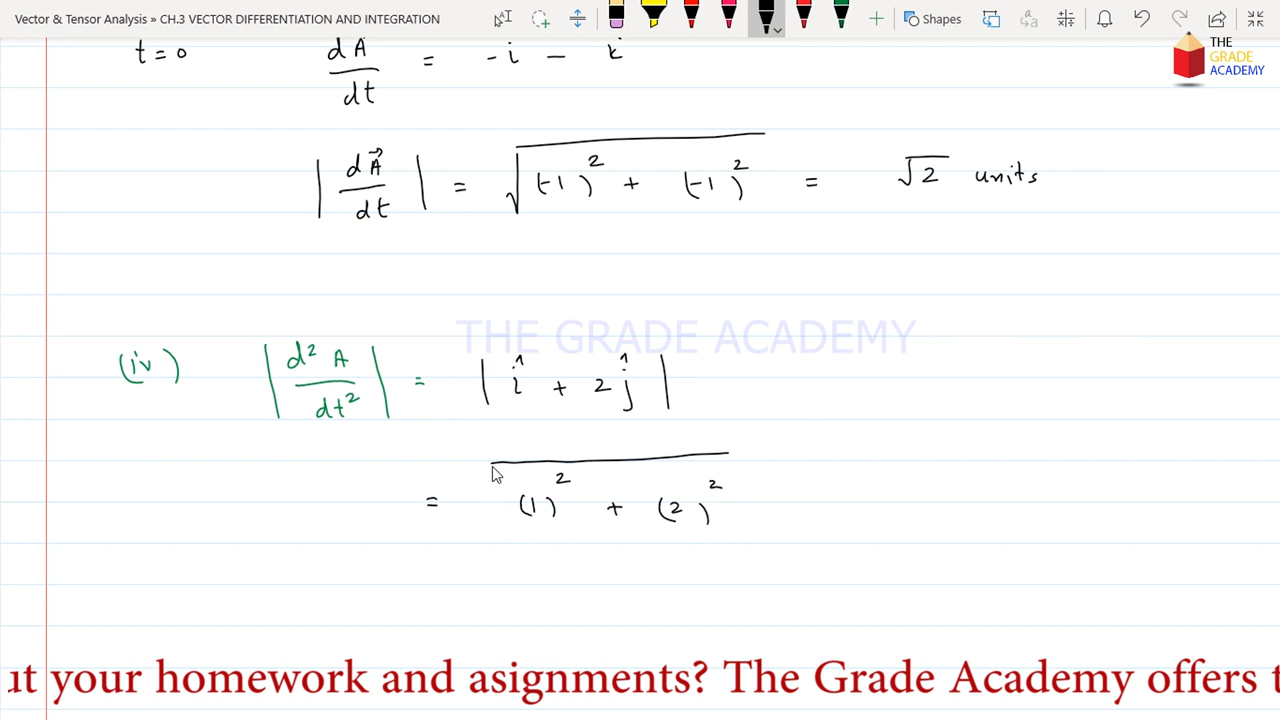 Vector & Tensor Analysis » CH.3 VECTOR DIFFERENTIATION AND INTEGRATION
Shapes
THE GRADE ACADEMY
t = 0 dA/dt = -i - k
|dA⃗/dt| = √((-1)² + (-1)²) = √2 units
THE GRADE ACADEMY
(iv) |d²A/dt²| = |î + 2ĵ|
= (1)² + (2)²
ut your homework and asignments? The Grade Academy offers t